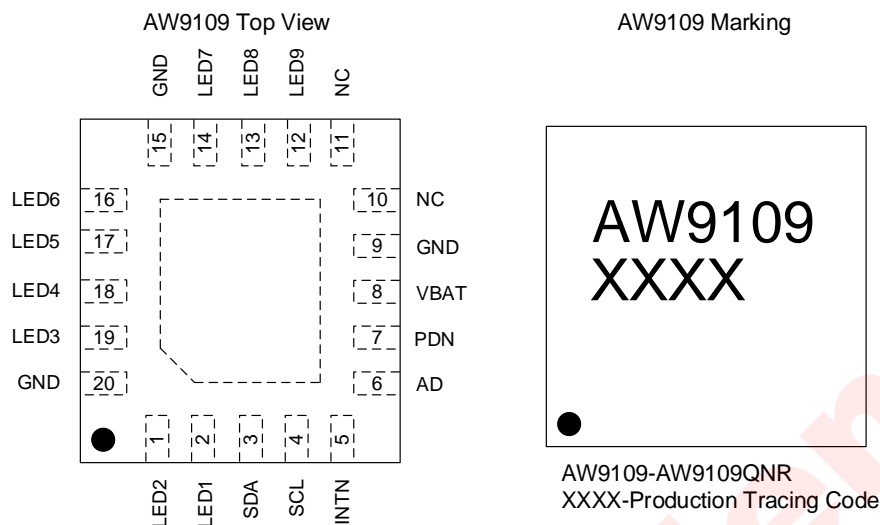 AW9109 Top View
AW9109 Marking
GND
LED7
LED8
LED9
NC
15
14
13
12
11
LED6
16
10
NC
LED5
17
9
GND
LED4
18
8
VBAT
LED3
19
7
PDN
GND
20
6
AD
1
2
3
4
5
LED2
LED1
SDA
SCL
INTN
AW9109
XXXX
AW9109-AW9109QNR
XXXX-Production Tracing Code